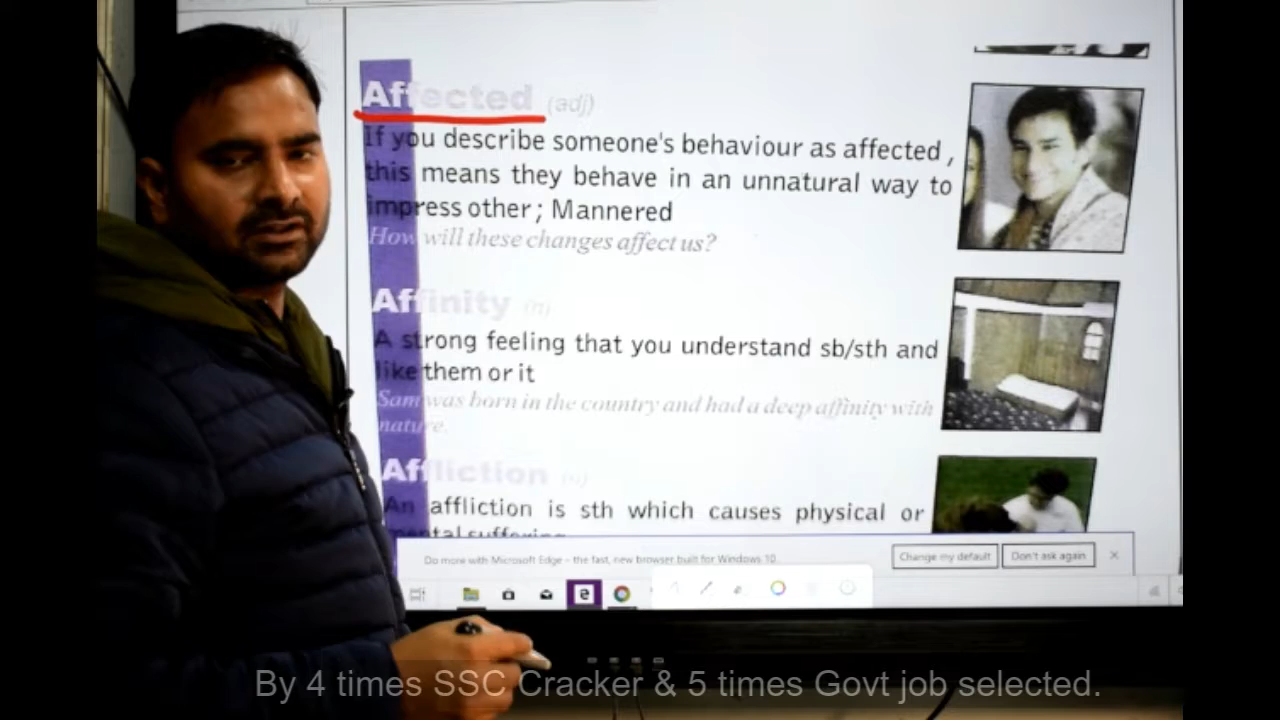 Affected (adj)
If you describe someone's behaviour as affected ,
this means they behave in an unnatural way to
impress other ; Mannered
How will these changes affect us?
Affinity (n)
A strong feeling that you understand sb/sth and
like them or it
Sam was born in the country and had a deep affinity with
nature.
Affliction (n)
An affliction is sth which causes physical or
mental suffering
Do more with Microsoft Edge – the fast, new browser built for Windows 10.
Change my default
Don't ask again
By 4 times SSC Cracker & 5 times Govt job selected.